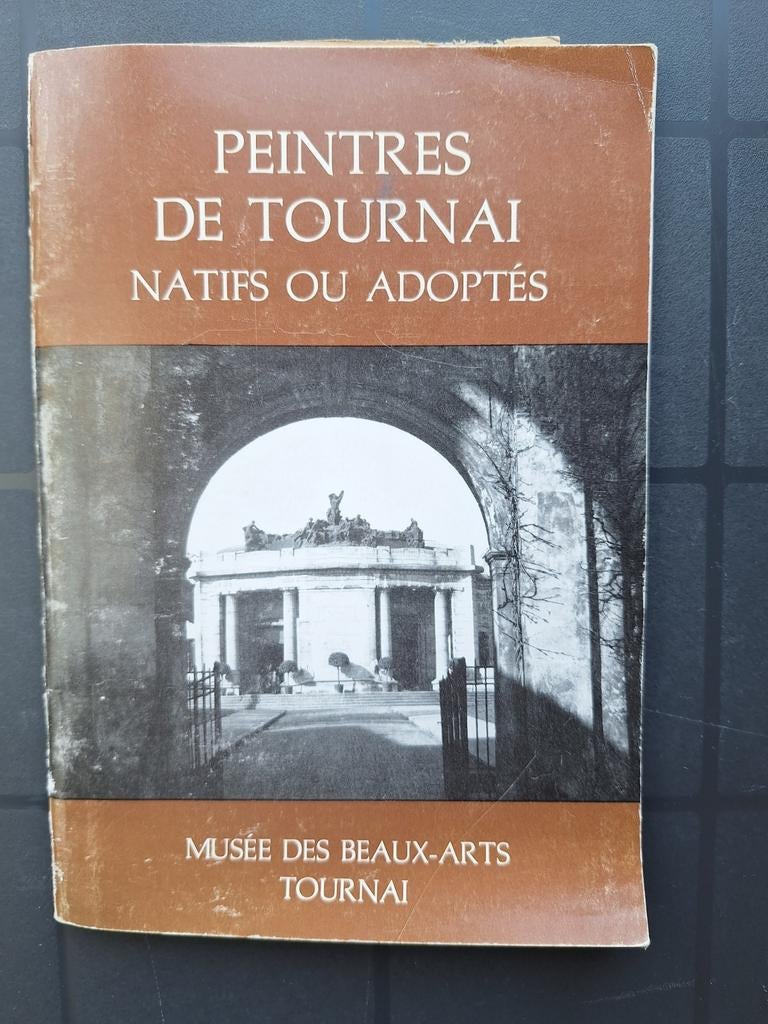 PEINTRES
DE TOURNAI
NATIFS OU ADOPTÉS
MUSÉE DES BEAUX-ARTS
TOURNAI